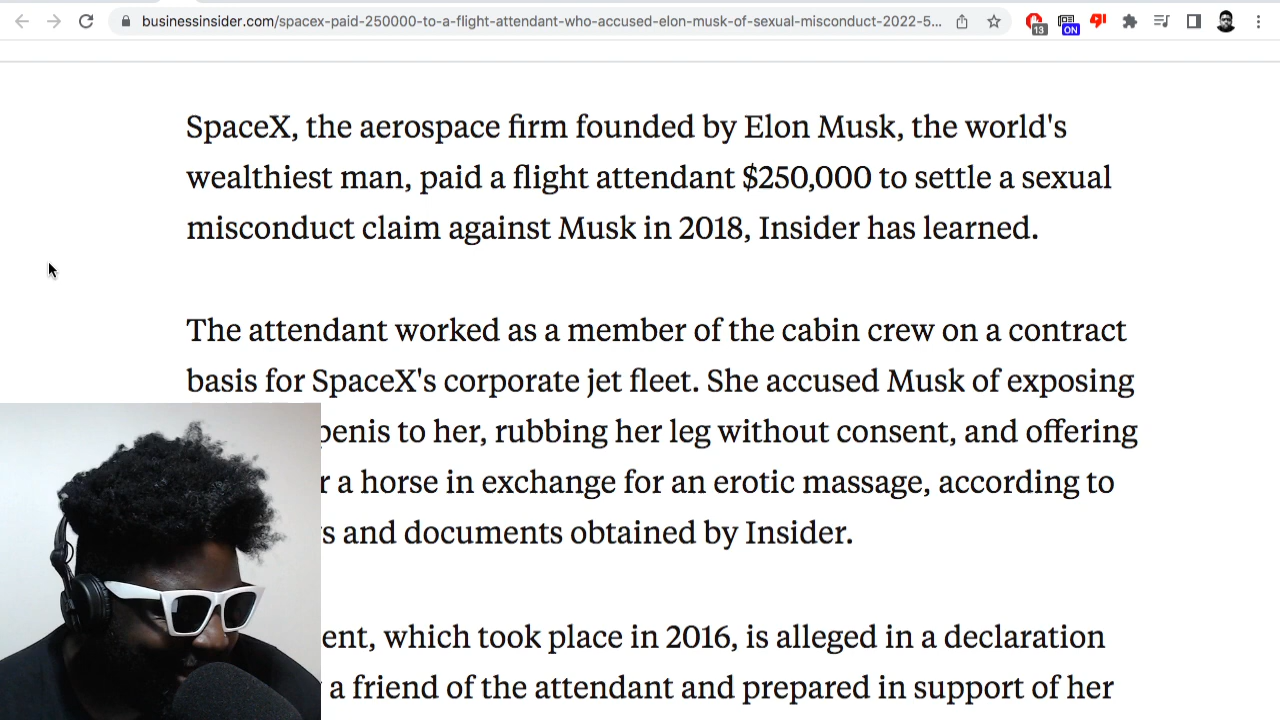 businessinsider.com/spacex-paid-250000-to-a-flight-attendant-who-accused-elon-musk-of-sexual-misconduct-2022-5...
13
ON
SpaceX, the aerospace firm founded by Elon Musk, the world's
wealthiest man, paid a flight attendant $250,000 to settle a sexual
misconduct claim against Musk in 2018, Insider has learned.
The attendant worked as a member of the cabin crew on a contract
basis for SpaceX's corporate jet fleet. She accused Musk of exposing
penis to her, rubbing her leg without consent, and offering
r a horse in exchange for an erotic massage, according to
s and documents obtained by Insider.
ent, which took place in 2016, is alleged in a declaration
a friend of the attendant and prepared in support of her